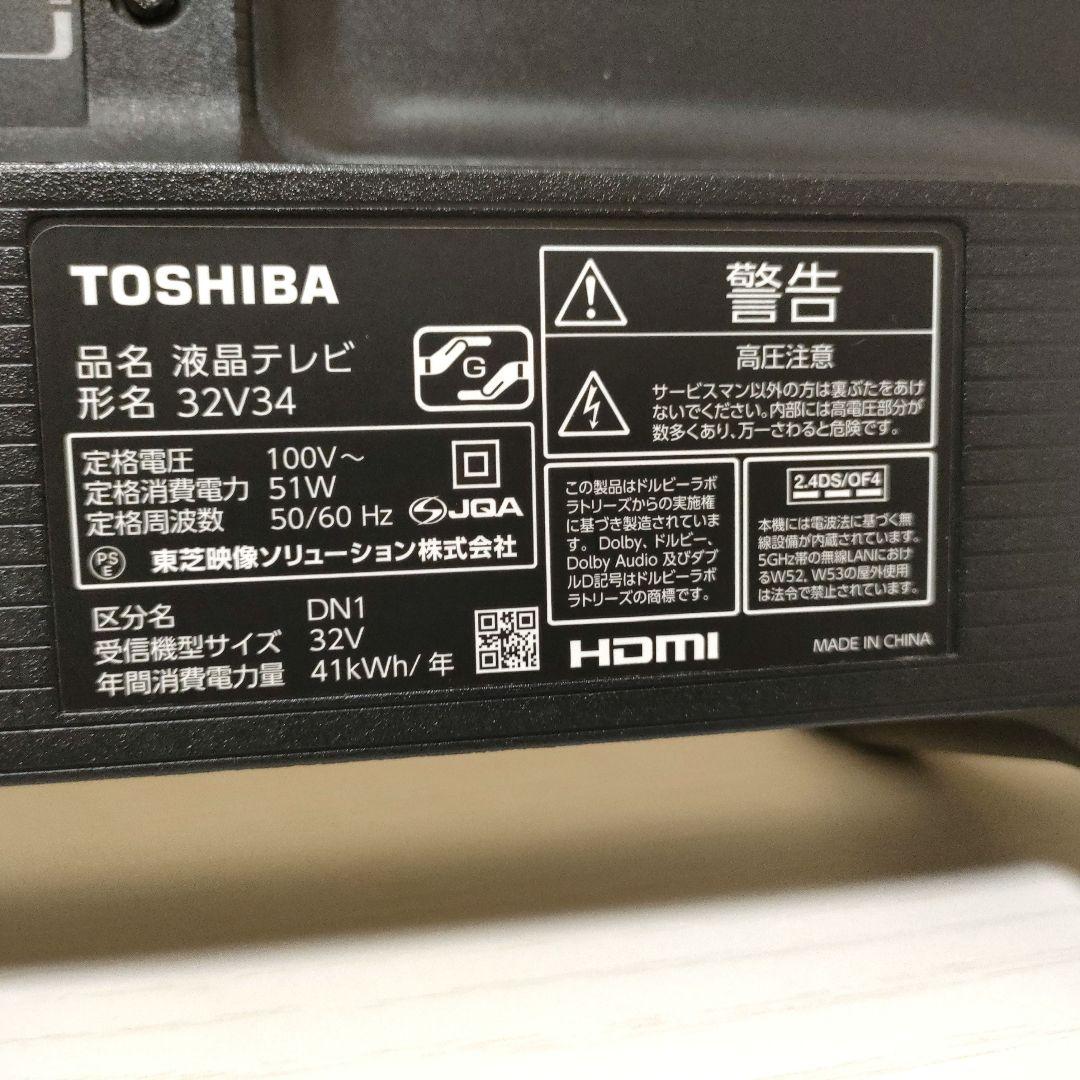 TOSHIBA
品名 液晶テレビ
形名 32V34
G
定格電圧 100V～
定格消費電力 51W
定格周波数 50/60 Hz
JQA
PS
E
東芝映像ソリューション株式会社
区分名 DN1
受信機型サイズ 32V
年間消費電力量 41kWh/年
警告
高圧注意
サービスマン以外の方は裏ぶたをあけ
ないでください。内部には高電圧部分が
数多くあり、万一さわると危険です。
この製品はドルビーラボ
ラトリーズからの実施権
に基づき製造されていま
す。Dolby、ドルビー、
Dolby Audio 及びダブ
ルD記号はドルビーラボ
ラトリーズの商標です。
2.4DS/OF4
本機には電波法に基づく無
線設備が内蔵されています。
5GHz帯の無線LANにおけ
るW52, W53の屋外使用
は法令で禁止されています。
HDMI
MADE IN CHINA